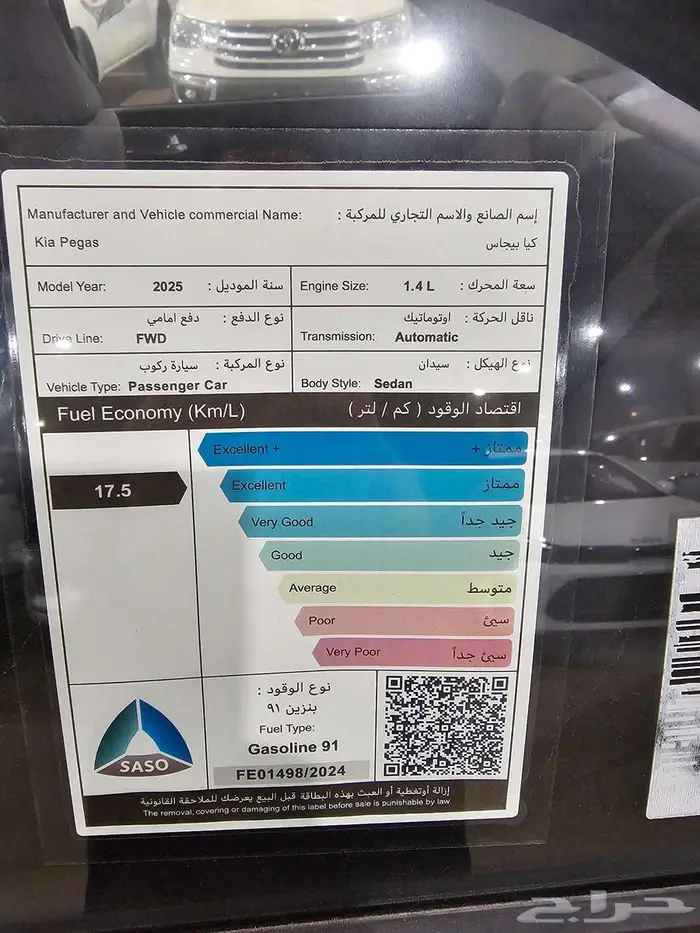 Manufacturer and Vehicle commercial Name: إسم الصانع والاسم التجاري للمركبة :
Kia Pegas كيا بيجاس
Model Year: 2025 سنة الموديل :
Engine Size: 1.4 L سعة المحرك :
نوع الدفع : دفع امامي
Drive Line: FWD
ناقل الحركة : اوتوماتيك
Transmission: Automatic
نوع المركبة : سيارة ركوب
Vehicle Type: Passenger Car
نوع الهيكل : سيدان
Body Style: Sedan
Fuel Economy (Km/L) اقتصاد الوقود ( كم / لتر )
Excellent + ممتاز +
17.5
Excellent ممتاز
Very Good جيد جداً
Good جيد
Average متوسط
Poor سيئ
Very Poor سيئ جداً
SASO
نوع الوقود :
بنزين ٩١
Fuel Type:
Gasoline 91
FE01498/2024
إزالة أوتغطية أو العبث بهذه البطاقة قبل البيع يعرضك للملاحقة القانونية
The removal, covering or damaging of this label before sale is punishable by law
حراج